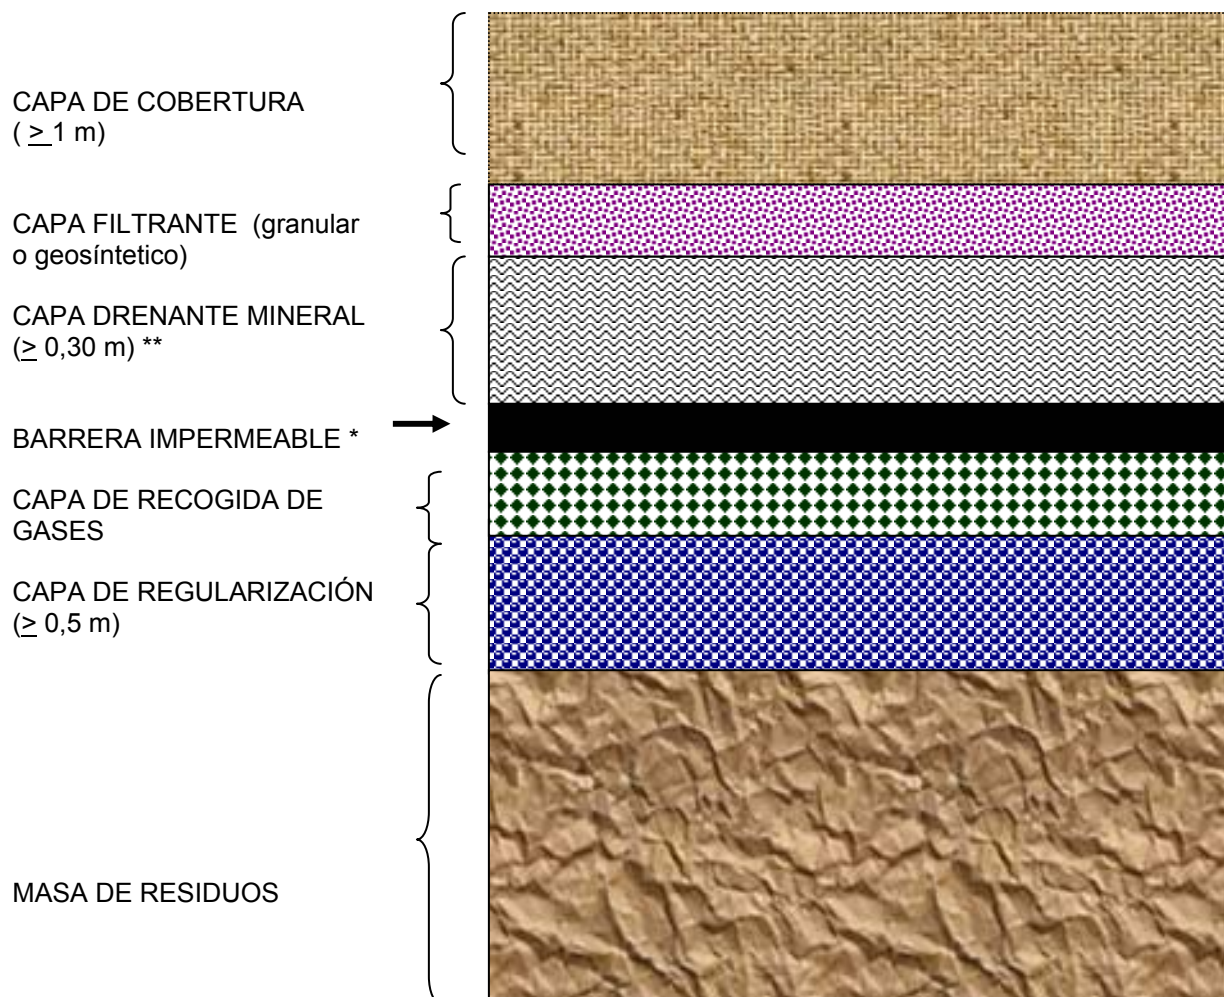 CAPA DE COBERTURA
( ≥ 1 m)
CAPA FILTRANTE (granular
o geosíntetico)
CAPA DRENANTE MINERAL
(≥ 0,30 m) **
BARRERA IMPERMEABLE *
CAPA DE RECOGIDA DE
GASES
CAPA DE REGULARIZACIÓN
(≥ 0,5 m)
MASA DE RESIDUOS